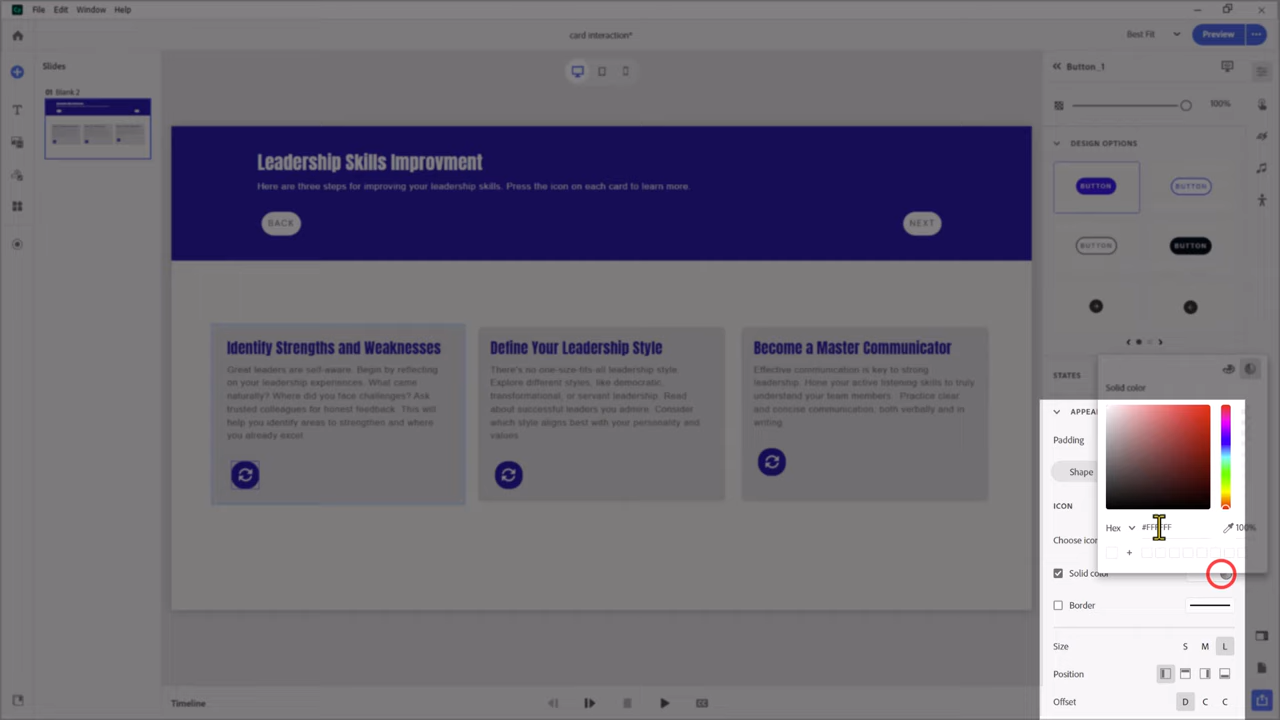 File Edit Window Help
card interaction*
Best Fit
Preview
Slides
01 Blank 2
Button_1
100%
DESIGN OPTIONS
BUTTON BUTTON
BUTTON BUTTON
Leadership Skills Improvment
Here are three steps for improving your leadership skills. Press the icon on each card to learn more.
BACK
NEXT
Identify Strengths and Weaknesses
Great leaders are self-aware. Begin by reflecting
on your leadership experiences. What came
naturally? Where did you face challenges? Ask
trusted colleagues for honest feedback. This will
help you identify areas to strengthen and where
you already excel.
Define Your Leadership Style
There's no one-size-fits-all leadership style.
Explore different styles, like democratic,
transformational, or servant leadership. Read
about successful leaders you admire. Consider
which style aligns best with your personality and
values.
Become a Master Communicator
Effective communication is key to strong
leadership. Hone your active listening skills to truly
understand your team members . Practice clear
and concise communication, both verbally and in
writing.
STATES
Solid color
APPEA
Padding
Shape
ICON
Hex #FFFFFF 100%
Choose icon
Solid color
Border
Size S M L
Position
Offset D C C
Timeline